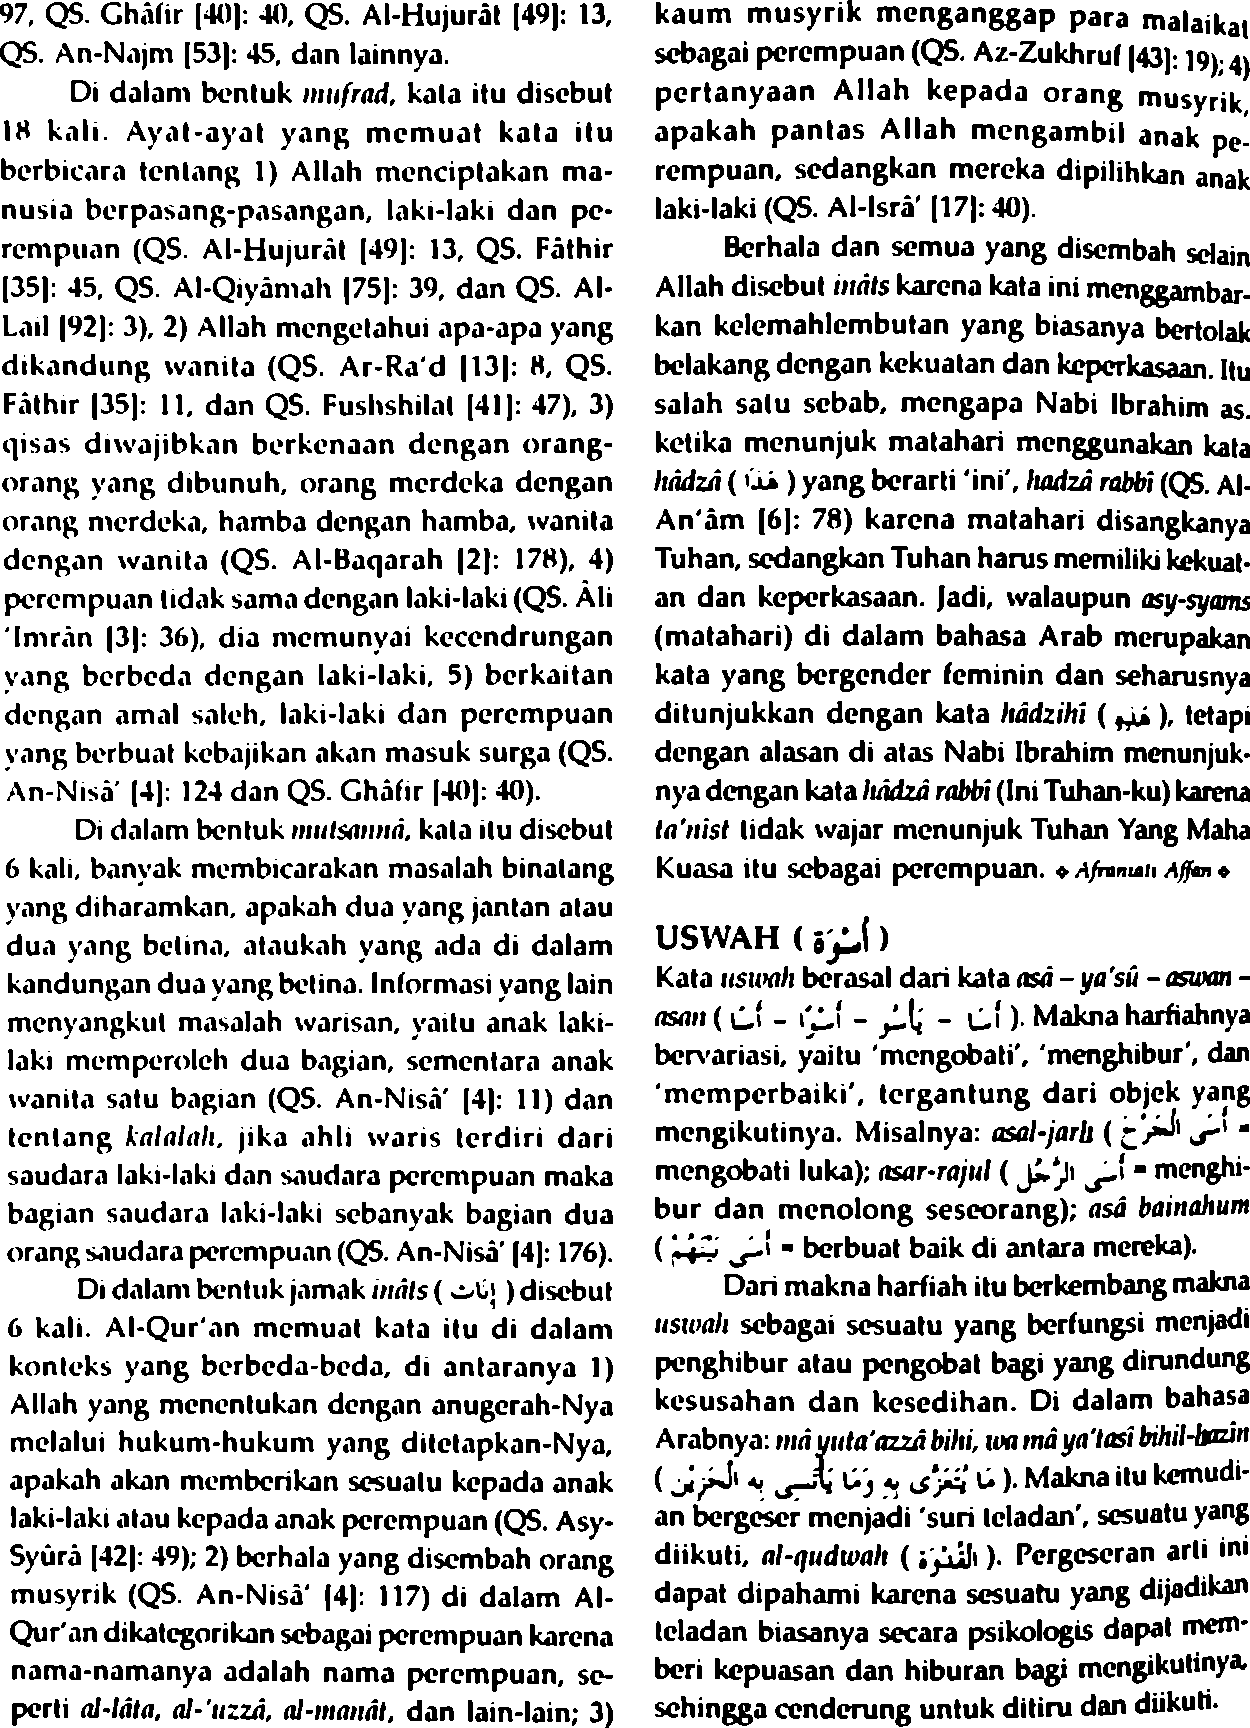 97, QS. Ghâfir [40]: 40, QS. Al-Hujurât [49]: 13,
QS. An-Najm [53]: 45, dan lainnya.
Di dalam bentuk mufrad, kata itu disebut
18 kali. Ayat-ayat yang memuat kata itu
berbicara tentang 1) Allah menciptakan ma-
nusia berpasang-pasangan, laki-laki dan pe-
rempuan (QS. Al-Hujurât [49]: 13, QS. Fâthir
[35]: 45, QS. Al-Qiyâmah [75]: 39, dan QS. Al-
Lail [92]: 3), 2) Allah mengetahui apa-apa yang
dikandung wanita (QS. Ar-Ra'd [13]: 8, QS.
Fâthir [35]: 11, dan QS. Fushshilat [41]: 47), 3)
qisas diwajibkan berkenaan dengan orang-
orang yang dibunuh, orang merdeka dengan
orang merdeka, hamba dengan hamba, wanita
dengan wanita (QS. Al-Baqarah [2]: 178), 4)
perempuan tidak sama dengan laki-laki (QS. Âli
'Imrân [3]: 36), dia memunyai kecendrungan
yang berbeda dengan laki-laki, 5) berkaitan
dengan amal saleh, laki-laki dan perempuan
yang berbuat kebajikan akan masuk surga (QS.
An-Nisâ' [4]: 124 dan QS. Ghâfir [40]: 40).
Di dalam bentuk mutsannâ, kata itu disebut
6 kali, banyak membicarakan masalah binatang
yang diharamkan, apakah dua yang jantan atau
dua yang betina, ataukah yang ada di dalam
kandungan dua yang betina. Informasi yang lain
menyangkut masalah warisan, yaitu anak laki-
laki memperoleh dua bagian, sementara anak
wanita satu bagian (QS. An-Nisâ' [4]: 11) dan
tentang kalalah, jika ahli waris terdiri dari
saudara laki-laki dan saudara perempuan maka
bagian saudara laki-laki sebanyak bagian dua
orang saudara perempuan (QS. An-Nisâ' [4]: 176).
Di dalam bentuk jamak inâts ( إِنَاث ) disebut
6 kali. Al-Qur'an memuat kata itu di dalam
konteks yang berbeda-beda, di antaranya 1)
Allah yang menentukan dengan anugerah-Nya
melalui hukum-hukum yang ditetapkan-Nya,
apakah akan memberikan sesuatu kepada anak
laki-laki atau kepada anak perempuan (QS. Asy-
Syûrâ [42]: 49); 2) berhala yang disembah orang
musyrik (QS. An-Nisâ' [4]: 117) di dalam Al-
Qur'an dikategorikan sebagai perempuan karena
nama-namanya adalah nama perempuan, se-
perti al-lâta, al-'uzzâ, al-manât, dan lain-lain; 3)
kaum musyrik menganggap para malaikat
sebagai perempuan (QS. Az-Zukhruf [43]: 19); 4)
pertanyaan Allah kepada orang musyrik,
apakah pantas Allah mengambil anak pe-
rempuan, sedangkan mereka dipilihkan anak
laki-laki (QS. Al-Isrâ' [17]: 40).
Berhala dan semua yang disembah selain
Allah disebut inâts karena kata ini menggambar-
kan kelemahlembutan yang biasanya bertolak
belakang dengan kekuatan dan keperkasaan. Itu
salah satu sebab, mengapa Nabi Ibrahim as.
ketika menunjuk matahari menggunakan kata
hâdzâ ( هَذَا ) yang berarti 'ini', hadzâ rabbî (QS. Al-
An'âm [6]: 78) karena matahari disangkanya
Tuhan, sedangkan Tuhan harus memiliki kekuat-
an dan keperkasaan. Jadi, walaupun asy-syams
(matahari) di dalam bahasa Arab merupakan
kata yang bergender feminin dan seharusnya
ditunjukkan dengan kata hâdzihî ( هَذِهِ ), tetapi
dengan alasan di atas Nabi Ibrahim menunjuk-
nya dengan kata hâdzâ rabbî (Ini Tuhan-ku) karena
ta'nist tidak wajar menunjuk Tuhan Yang Maha
Kuasa itu sebagai perempuan. ❖ Afraniati Affan ❖
USWAH ( أُسْوَة )
Kata uswah berasal dari kata asâ – ya'sû – aswan –
asan ( أَسَا – يَأْسُو – أَسْوًا – أَسًا ). Makna harfiahnya
bervariasi, yaitu 'mengobati', 'menghibur', dan
'memperbaiki', tergantung dari objek yang
mengikutinya. Misalnya: asal-jarḥ ( أَسَى الْجَرْحَ =
mengobati luka); asar-rajul ( أَسَى الرَّجُل = menghi-
bur dan menolong seseorang); asâ bainahum
( أَسَى بَيْنَهُمْ = berbuat baik di antara mereka).
Dari makna harfiah itu berkembang makna
uswah sebagai sesuatu yang berfungsi menjadi
penghibur atau pengobat bagi yang dirundung
kesusahan dan kesedihan. Di dalam bahasa
Arabnya: mâ yuta'azzâ bihi, wa mâ ya'tasî bihil-hazîn
( مَا يُتَعَزَّى بِهِ وَمَا يَأْتَسِي بِهِ الْحَزِيْن ). Makna itu kemudi-
an bergeser menjadi 'suri teladan', sesuatu yang
diikuti, al-qudwah ( الْقُدْوَة ). Pergeseran arti ini
dapat dipahami karena sesuatu yang dijadikan
teladan biasanya secara psikologis dapat mem-
beri kepuasan dan hiburan bagi mengikutinya,
sehingga cenderung untuk ditiru dan diikuti.